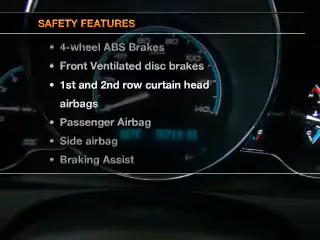 SAFETY FEATURES
• 4-wheel ABS Brakes
• Front Ventilated disc brakes
• 1st and 2nd row curtain head
airbags
• Passenger Airbag
• Side airbag
• Braking Assist
140